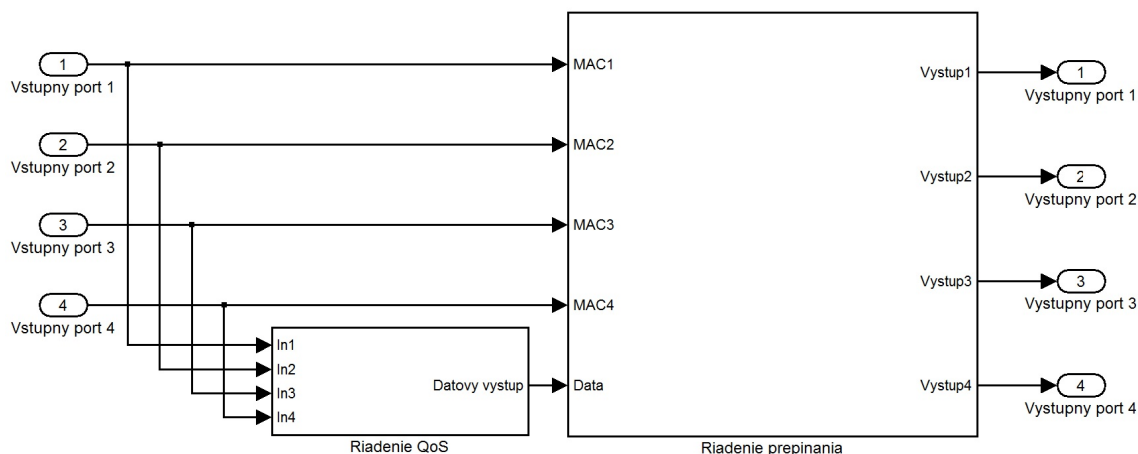 1
Vstupny port 1
2
Vstupny port 2
3
Vstupny port 3
4
Vstupny port 4
In1
In2
In3
In4
Datovy vystup
Riadenie QoS
MAC1
MAC2
MAC3
MAC4
Data
Vystup1
Vystup2
Vystup3
Vystup4
Riadenie prepinania
1
Vystupny port 1
2
Vystupny port 2
3
Vystupny port 3
4
Vystupny port 4